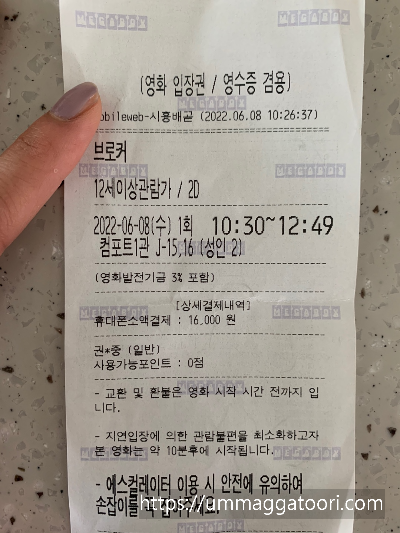 MEGABOX
(영화 입장권 / 영수증 겸용)
obileweb-시흥배곧 (2022.06.08 10:26:37)
브로커
12세이상관람가 / 2D
2022-06-08(수) 1회 10:30~12:49
컴포트1관 J-15,16 (성인 2)
(영화발전기금 3% 포함)
[상세결제내역]
휴대폰소액결제 : 16,000 원
권*중 (일반)
사용가능포인트 : 0점
- 교환 및 환불은 영화 시작 시간 전까지 입
니다.
- 지연입장에 의한 관람불편을 최소화하고자
본 영화는 약 10분후에 시작됩니다.
- 에스컬레이터 이용 시 안전에 유의하여
손잡이를
https://ummaggatoori.com